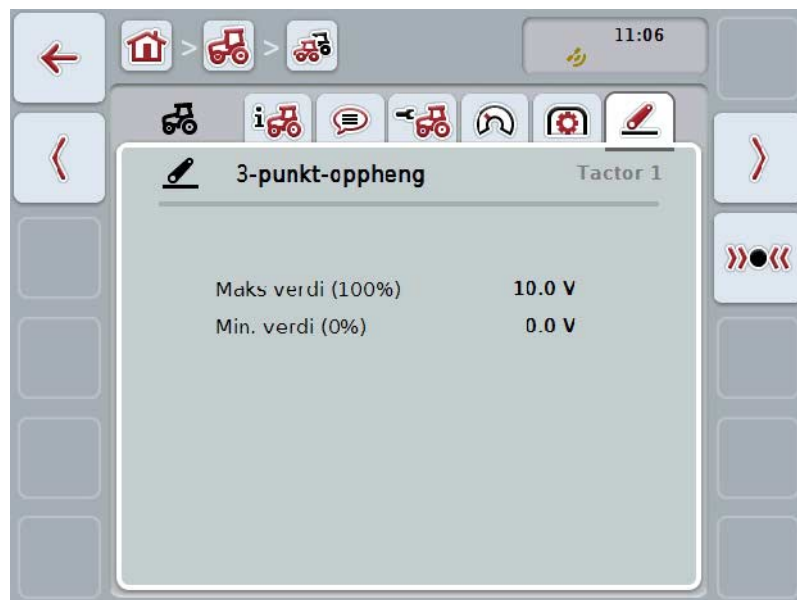 11:06
3-punkt-oppheng Tactor 1
Maks verdi (100%) 10.0 V
Min. verdi (0%) 0.0 V